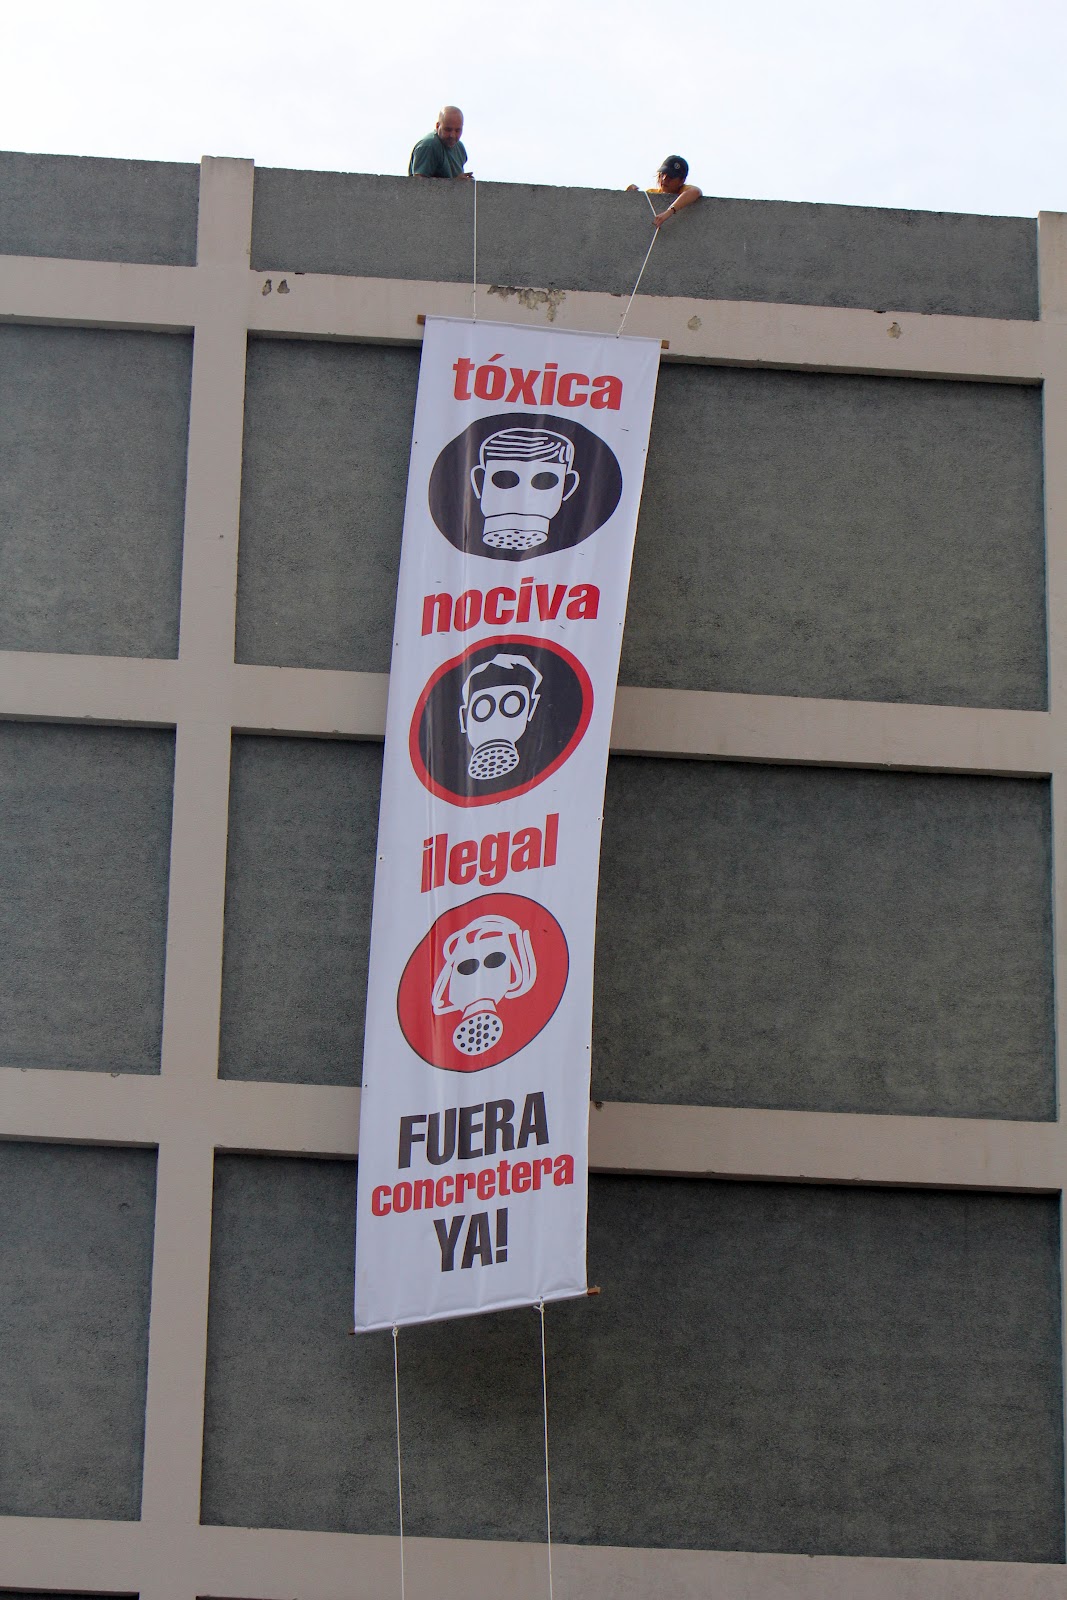 tóxica
nociva
ilegal
FUERA
concretera
YA!